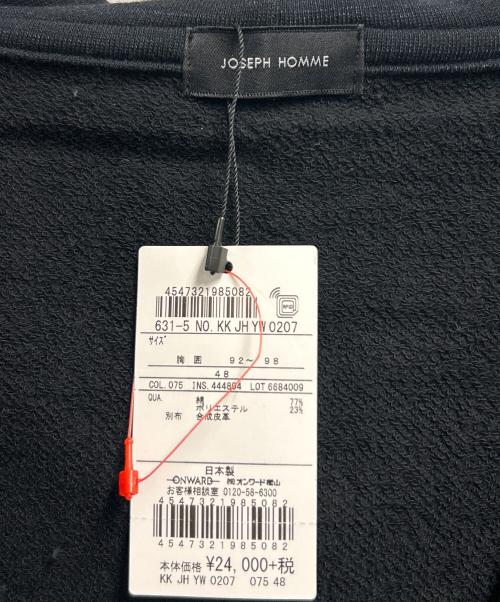 JOSEPH HOMME
4547321985082
RFID
631-5 NO. KK JH YW 0207
サイズ
胸囲 92～ 98
48
COL. 075 INS. 444804 LOT 6684009
QUA. 綿 77%
ポリエステル 23%
別布 合成皮革
日本製
ONWARD ㈱オンワード樫山
お客様相談室 0120-58-6300
4547321985082
4547321985082
本体価格 ¥24,000+税
KK JH YW 0207 075 48